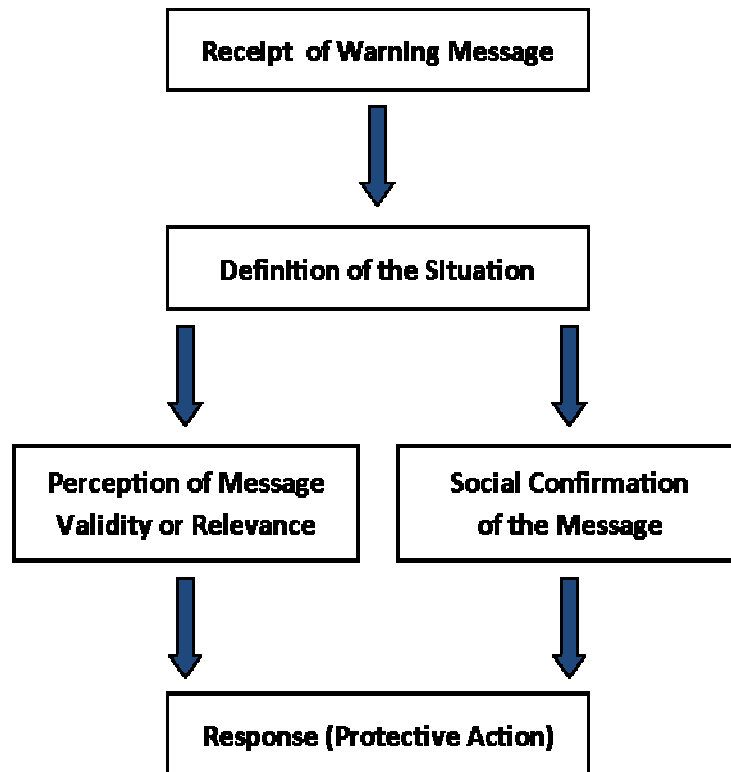 Receipt of Warning Message
Definition of the Situation
Perception of Message
Validity or Relevance
Social Confirmation
of the Message
Response (Protective Action)